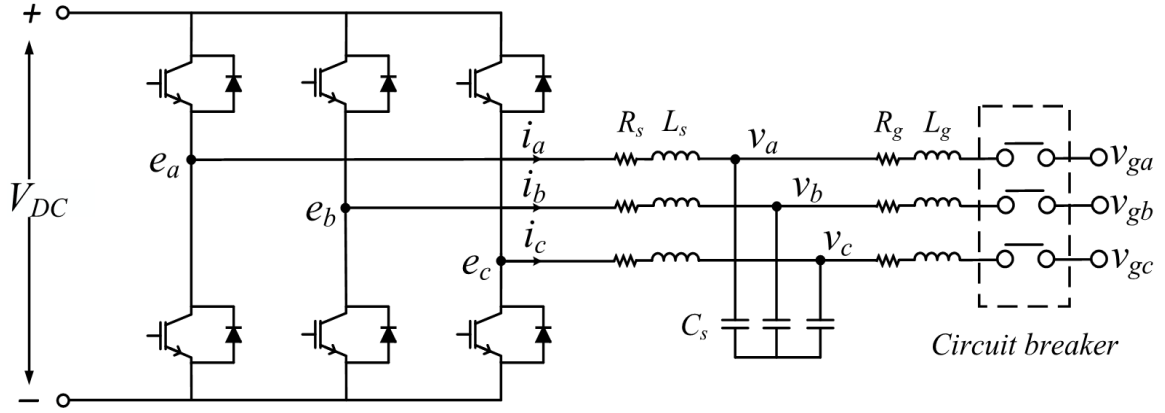 +
V_DC
−
e_a
e_b
e_c
i_a
i_b
i_c
R_s L_s
v_a
v_b
v_c
C_s
R_g L_g
v_ga
v_gb
v_gc
Circuit breaker